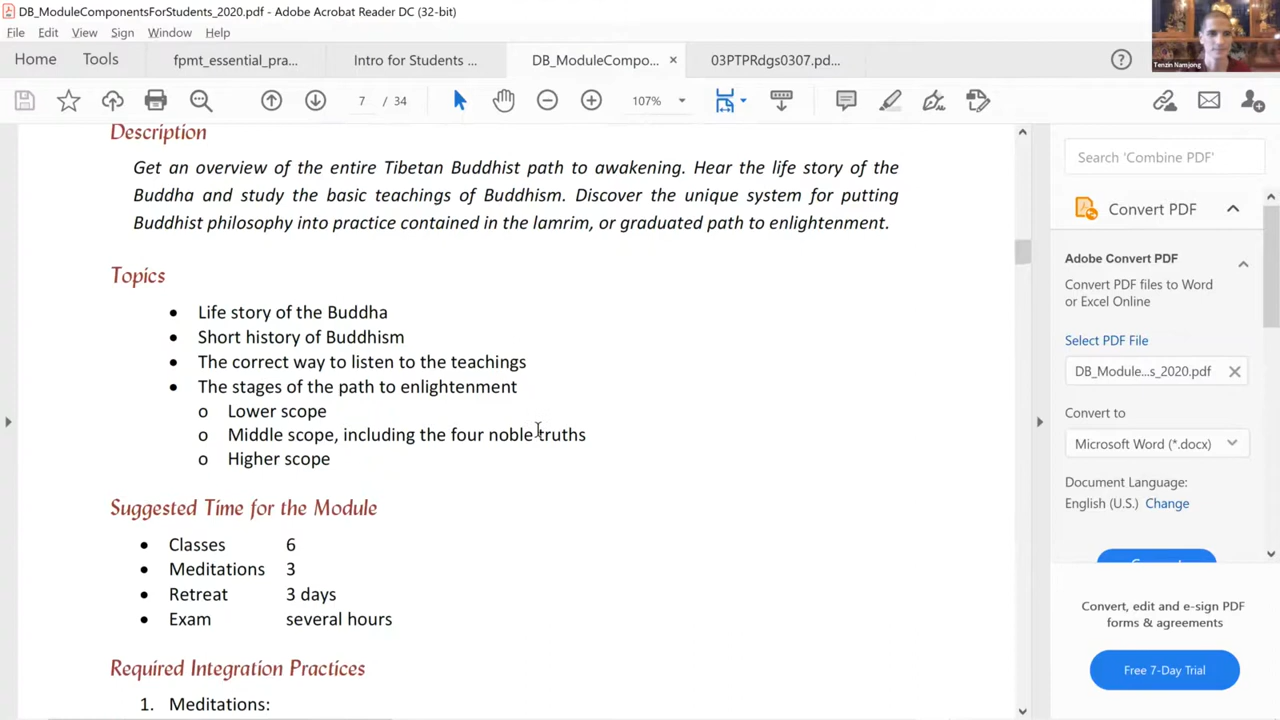 DB_ModuleComponentsForStudents_2020.pdf - Adobe Acrobat Reader DC (32-bit)
File Edit View Sign Window Help
Home Tools fpmt_essential_pra... Intro for Students ... DB_ModuleCompo... × 03PTPRdgs0307.pd...
7 / 34 107%
Tenzin Namjong
Description
Get an overview of the entire Tibetan Buddhist path to awakening. Hear the life story of the
Buddha and study the basic teachings of Buddhism. Discover the unique system for putting
Buddhist philosophy into practice contained in the lamrim, or graduated path to enlightenment.
Topics
• Life story of the Buddha
• Short history of Buddhism
• The correct way to listen to the teachings
• The stages of the path to enlightenment
o Lower scope
o Middle scope, including the four noble truths
o Higher scope
Suggested Time for the Module
• Classes 6
• Meditations 3
• Retreat 3 days
• Exam several hours
Required Integration Practices
1. Meditations:
Search 'Combine PDF'
Convert PDF
Adobe Convert PDF
Convert PDF files to Word
or Excel Online
Select PDF File
DB_Module...s_2020.pdf
Convert to
Microsoft Word (*.docx)
Document Language:
English (U.S.) Change
Convert, edit and e-sign PDF
forms & agreements
Free 7-Day Trial